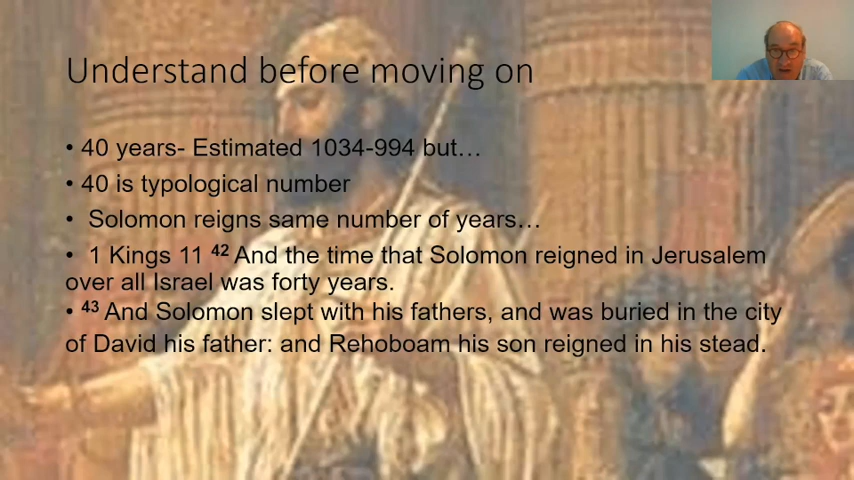 Understand before moving on
• 40 years- Estimated 1034-994 but…
• 40 is typological number
• Solomon reigns same number of years…
• 1 Kings 11 42 And the time that Solomon reigned in Jerusalem
over all Israel was forty years.
• 43 And Solomon slept with his fathers, and was buried in the city
of David his father: and Rehoboam his son reigned in his stead.